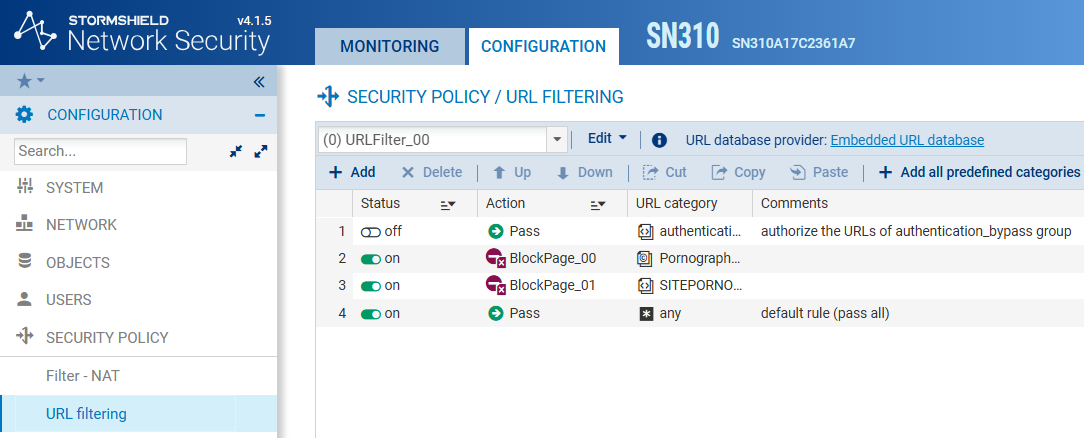 STORMSHIELD v4.1.5
Network Security
MONITORING
CONFIGURATION
SN310 SN310A17C2361A7
CONFIGURATION
Search...
SYSTEM
NETWORK
OBJECTS
USERS
SECURITY POLICY
Filter - NAT
URL filtering
SECURITY POLICY / URL FILTERING
(0) URLFilter_00 Edit URL database provider: Embedded URL database
Add Delete Up Down Cut Copy Paste Add all predefined categories
Status Action URL category Comments
1 off Pass authenticati... authorize the URLs of authentication_bypass group
2 on BlockPage_00 Pornograph...
3 on BlockPage_01 SITEPORNO...
4 on Pass any default rule (pass all)